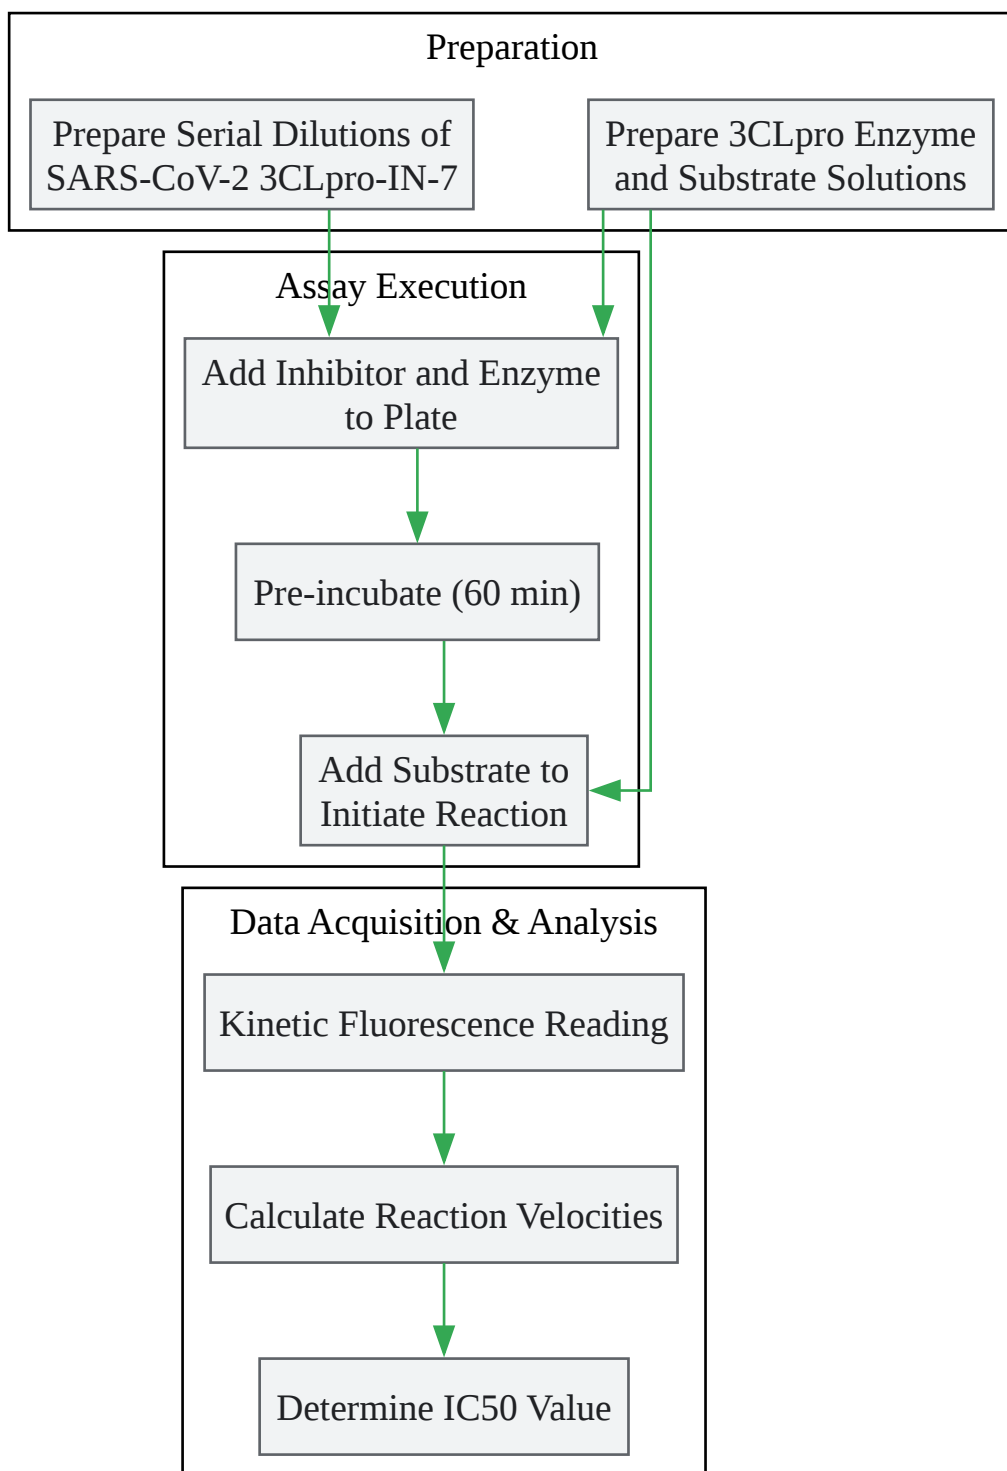 Preparation
Prepare Serial Dilutions of
SARS-CoV-2 3CLpro-IN-7
Prepare 3CLpro Enzyme
and Substrate Solutions
Assay Execution
Add Inhibitor and Enzyme
to Plate
Pre-incubate (60 min)
Add Substrate to
Initiate Reaction
Data Acquisition & Analysis
Kinetic Fluorescence Reading
Calculate Reaction Velocities
Determine IC50 Value